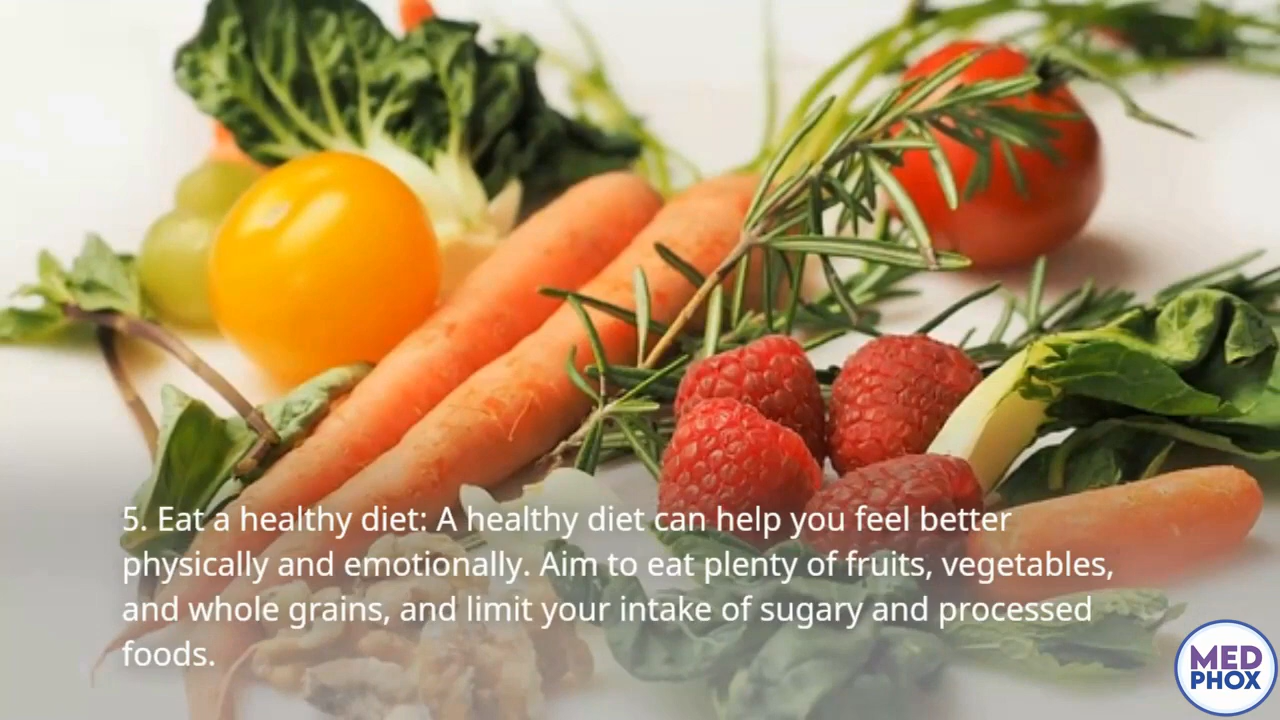 5. Eat a healthy diet: A healthy diet can help you feel better
physically and emotionally. Aim to eat plenty of fruits, vegetables,
and whole grains, and limit your intake of sugary and processed
foods.
MED
PHOX